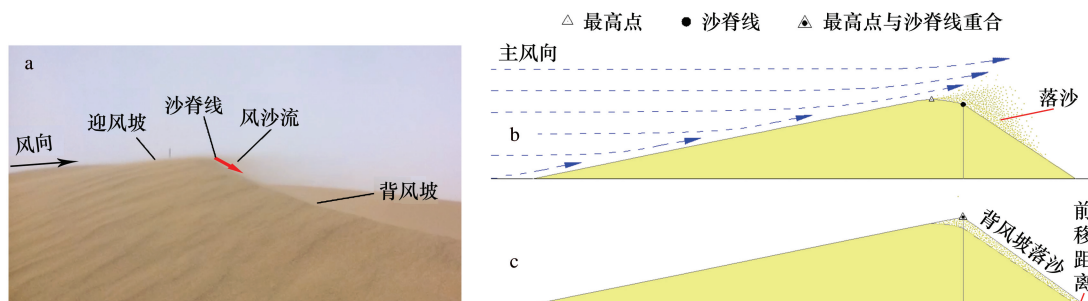 △ 最高点 ● 沙脊线 最高点与沙脊线重合
a
风向
迎风坡
沙脊线
风沙流
背风坡
主风向
b
落沙
c
背风坡落沙
前移距离